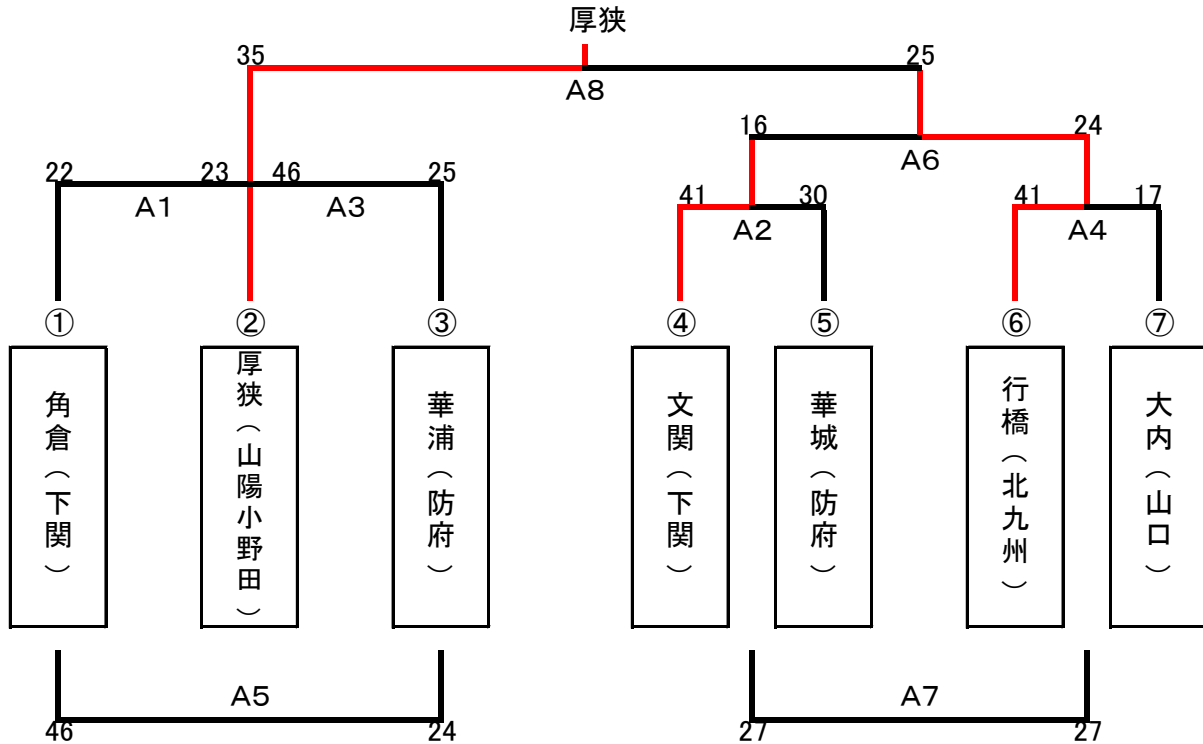 厚狭
35
25
A8
16
24
A6
22
23
46
25
A1
A3
41
30
41
17
A2
A4
①
②
③
④
⑤
⑥
⑦
角倉（下関）
厚狭（山陽小野田）
華浦（防府）
文関（下関）
華城（防府）
行橋（北九州）
大内（山口）
A5
A7
46
24
27
27